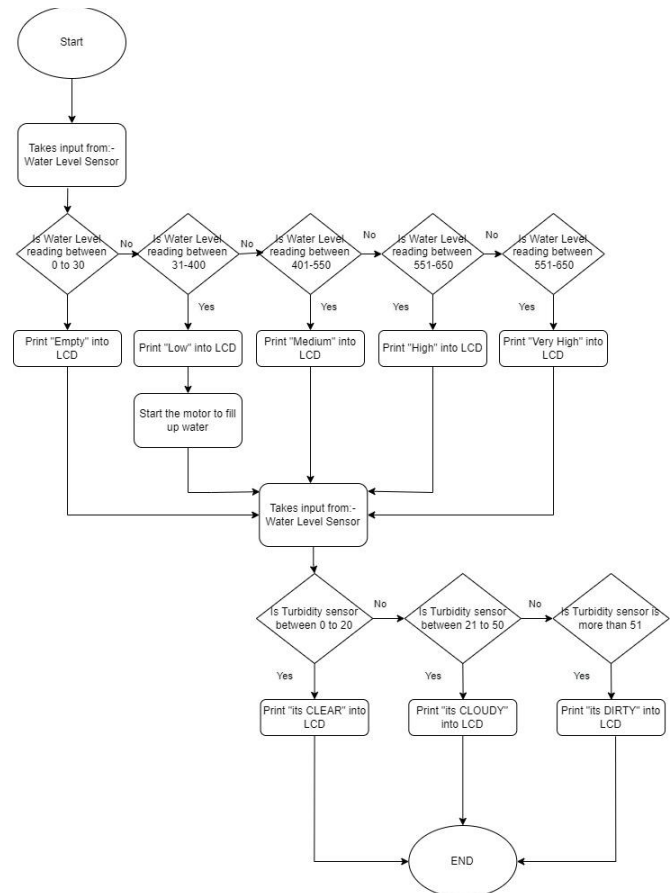 Start
Takes input from:-
Water Level Sensor
Is Water Level
reading between
0 to 30
No
Is Water Level
reading between
31-400
No
Is Water Level
reading between
401-550
No
Is Water Level
reading between
551-650
No
Is Water Level
reading between
551-650
Yes
Yes
Yes
Yes
Print "Empty" into
LCD
Print "Low" into LCD
Print "Medium" into
LCD
Print "High" into LCD
Print "Very High" into
LCD
Start the motor to fill
up water
Takes input from:-
Water Level Sensor
Is Turbidity sensor
between 0 to 20
No
Is Turbidity sensor
between 21 to 50
No
Is Turbidity sensor is
more than 51
Yes
Yes
Yes
Print "its CLEAR" into
LCD
Print "its CLOUDY"
into LCD
Print "its DIRTY" into
LCD
END